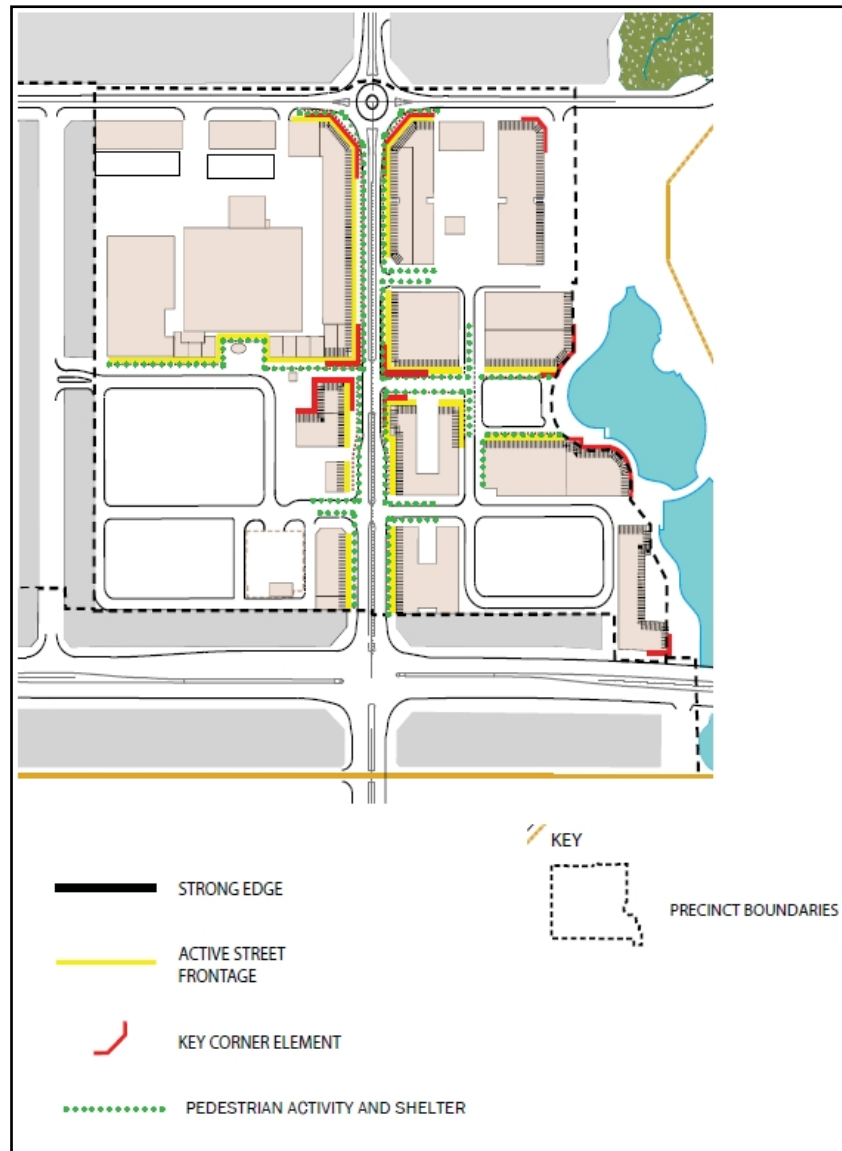 KEY
STRONG EDGE
PRECINCT BOUNDARIES
ACTIVE STREET
FRONTAGE
KEY CORNER ELEMENT
PEDESTRIAN ACTIVITY AND SHELTER